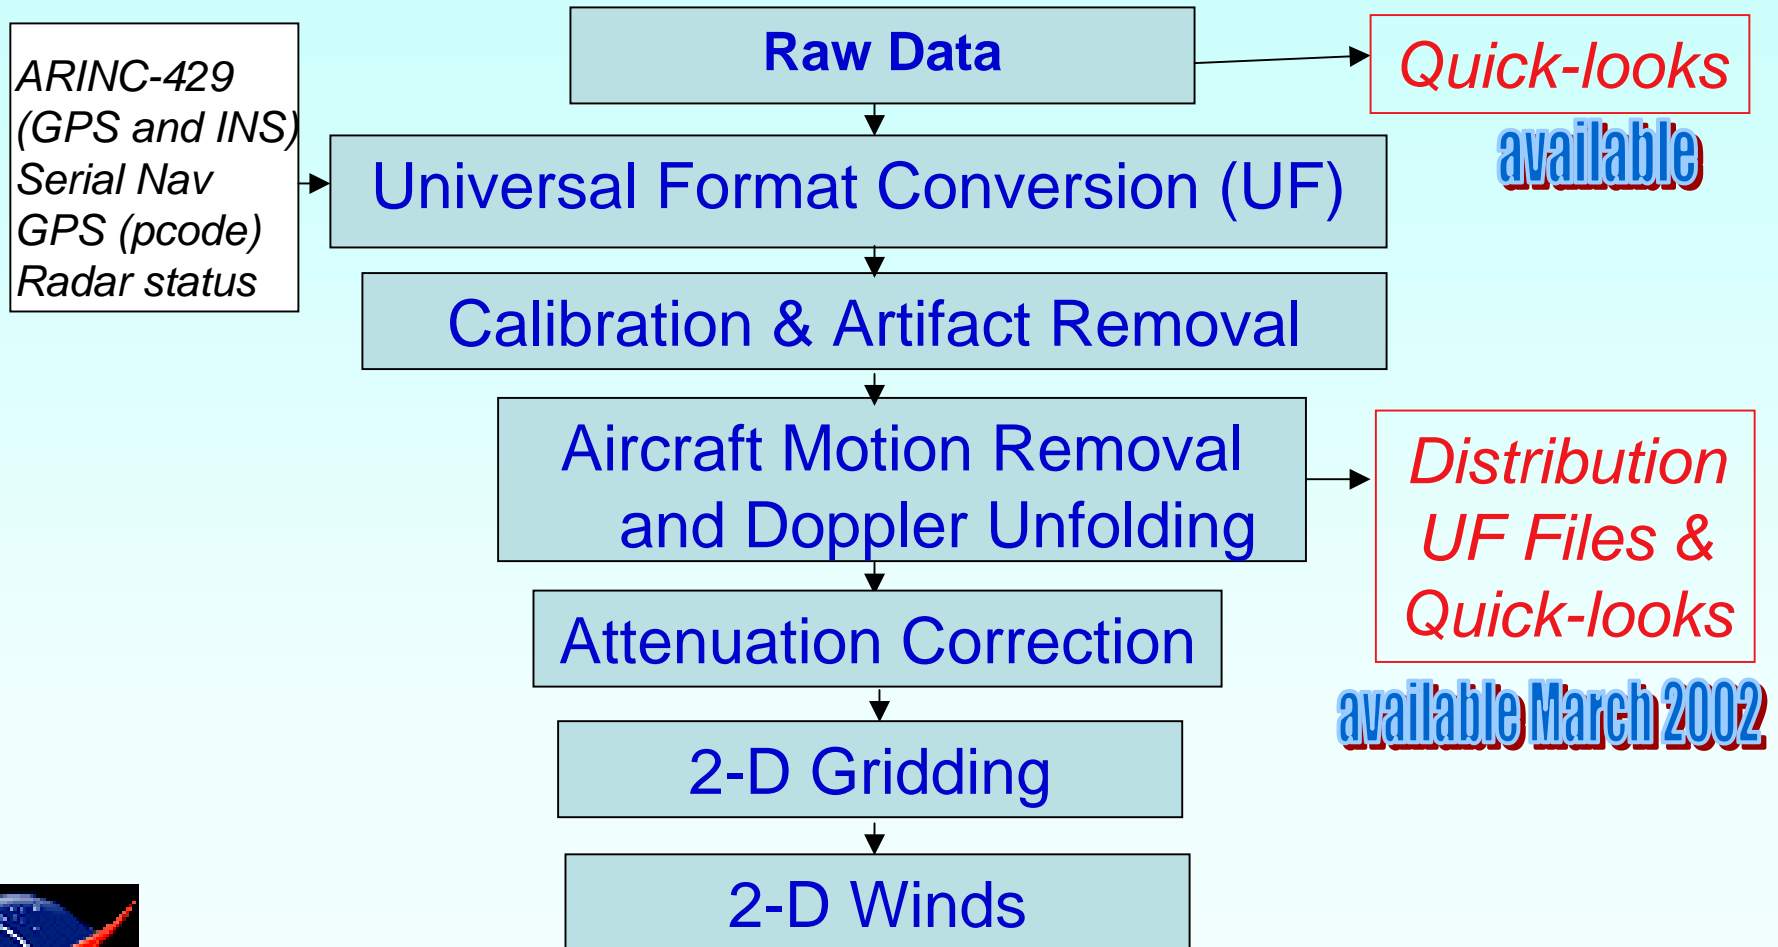 Raw Data
Quick-looks
available
ARINC-429
(GPS and INS)
Serial Nav
GPS (pcode)
Radar status
Universal Format Conversion (UF)
Calibration & Artifact Removal
Aircraft Motion Removal
and Doppler Unfolding
Distribution
UF Files &
Quick-looks
available March 2002
Attenuation Correction
2-D Gridding
2-D Winds